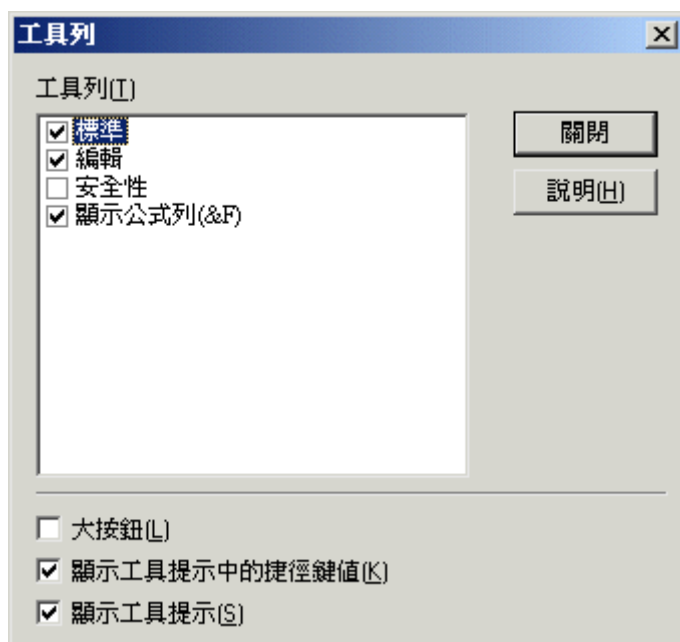 工具列
工具列(T)
標準
編輯
安全性
顯示公式列(&F)
關閉
說明(H)
大按鈕(L)
顯示工具提示中的捷徑鍵值(K)
顯示工具提示(S)